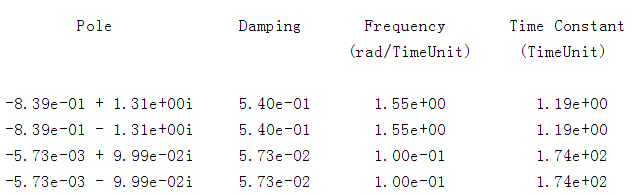 Pole Damping Frequency Time Constant
(rad/TimeUnit) (TimeUnit)
-8.39e-01 + 1.31e+00i 5.40e-01 1.55e+00 1.19e+00
-8.39e-01 - 1.31e+00i 5.40e-01 1.55e+00 1.19e+00
-5.73e-03 + 9.99e-02i 5.73e-02 1.00e-01 1.74e+02
-5.73e-03 - 9.99e-02i 5.73e-02 1.00e-01 1.74e+02